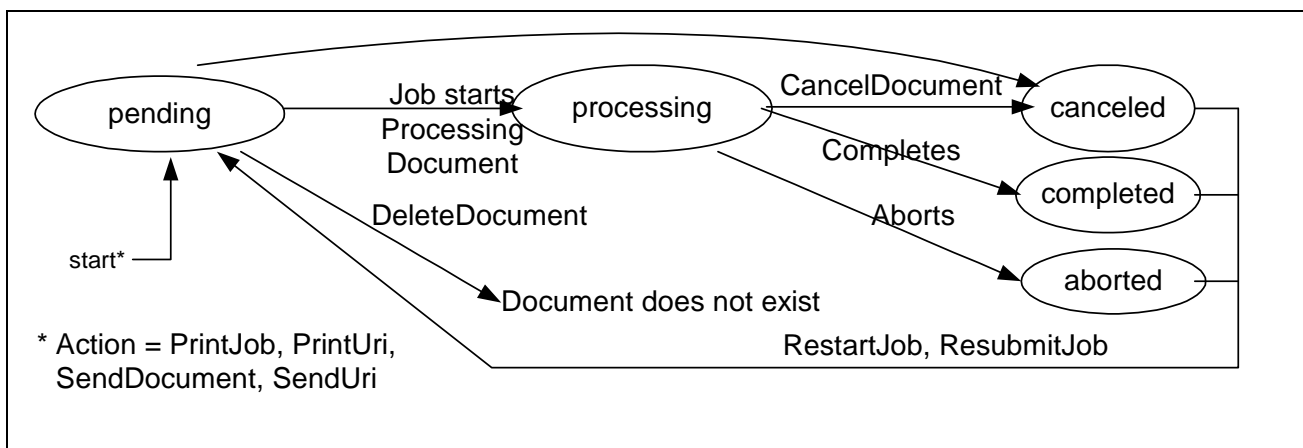 pending
Job starts
Processing
Document
processing
CancelDocument
canceled
Completes
completed
DeleteDocument
Aborts
start*
aborted
Document does not exist
* Action = PrintJob, PrintUri,
SendDocument, SendUri
RestartJob, ResubmitJob